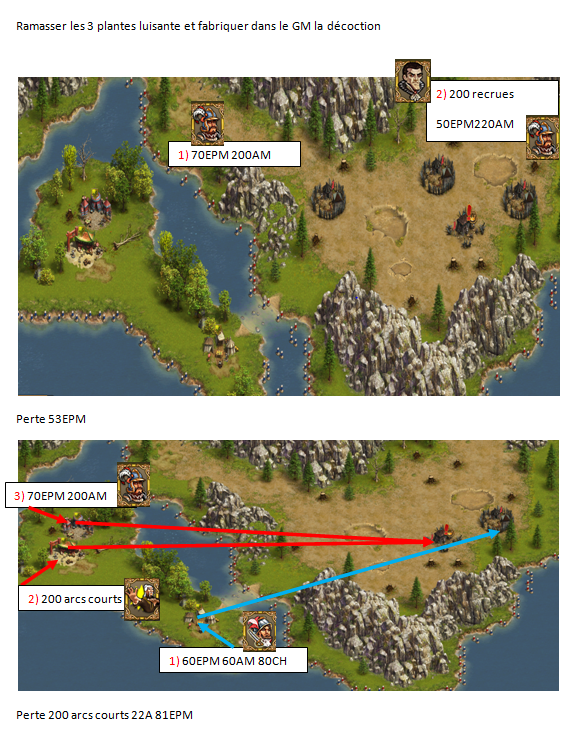 Ramasser les 3 plantes luisante et fabriquer dans le GM la décoction
2) 200 recrues
50EPM220AM
1) 70EPM 200AM
Perte 53EPM
3) 70EPM 200AM
2) 200 arcs courts
1) 60EPM 60AM 80CH
Perte 200 arcs courts 22A 81EPM